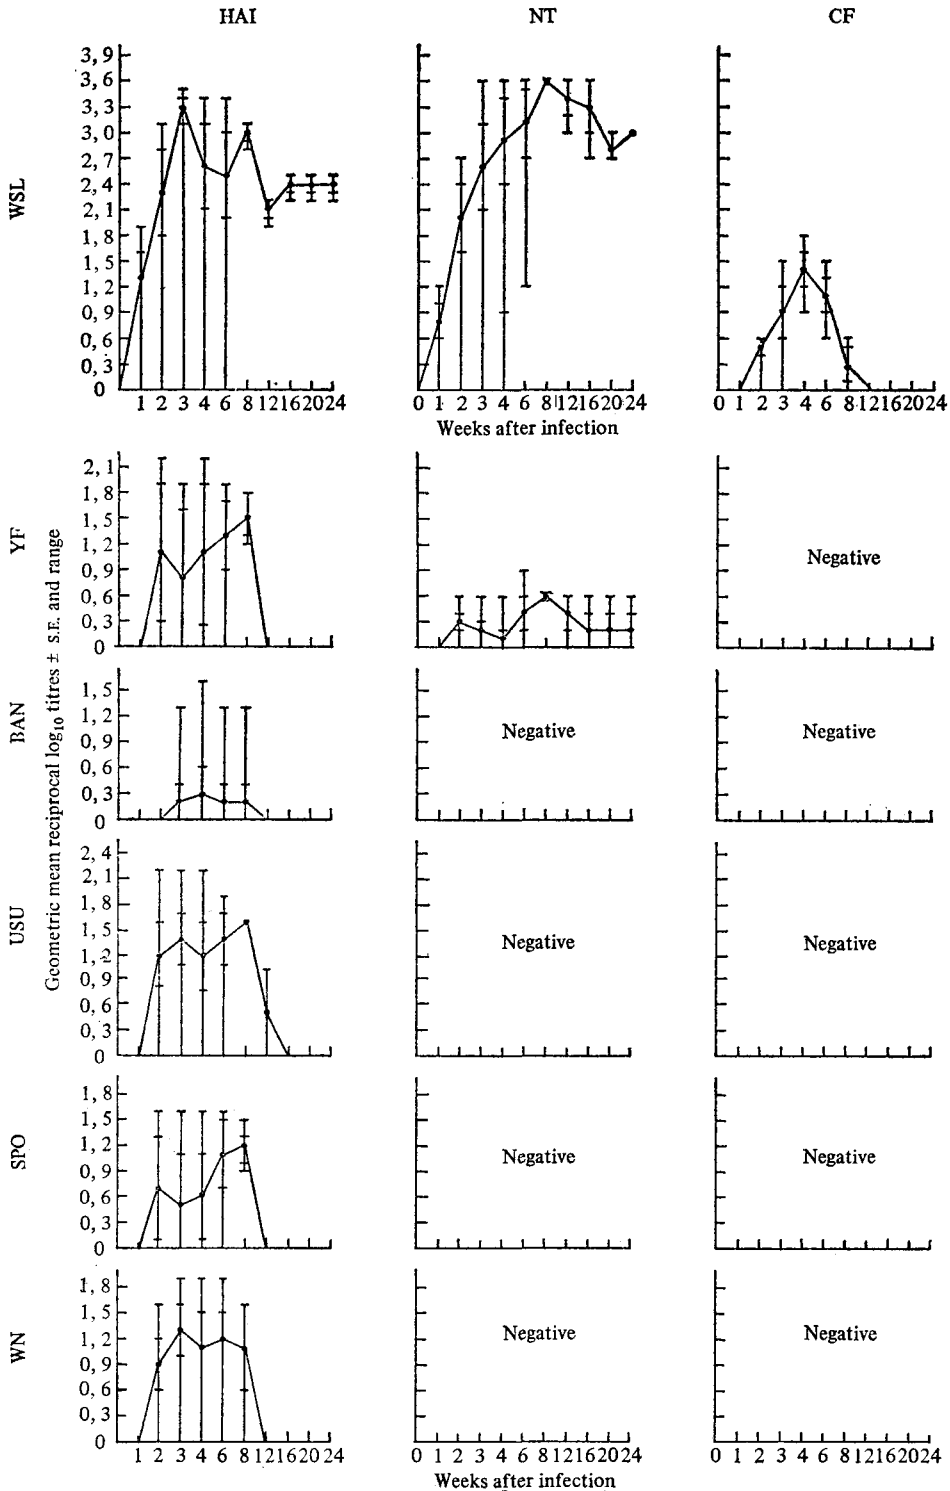 HAI NT CF
WSL
3,9
3,6
3,3
3,0
2,7
2,4
2,1
1,8
1,5
1,2
0,9
0,6
0,3
0
1 2 3 4 6 8 12 16 20 24
0 1 2 3 4 6 8 12 16 20 24
0 1 2 3 4 6 8 12 16 20 24
Weeks after infection
Geometric mean reciprocal log10 titres ± S.E. and range
YF
2,1
1,8
1,5
1,2
0,9
0,6
0,3
0
Negative
BAN
1,5
1,2
0,9
0,6
0,3
0
Negative
Negative
USU
2,4
2,1
1,8
1,5
1,2
0,9
0,6
0,3
0
Negative
Negative
SPO
1,8
1,5
1,2
0,9
0,6
0,3
0
Negative
Negative
WN
1,8
1,5
1,2
0,9
0,6
0,3
0
Negative
Negative
1 2 3 4 6 8 12 16 20 24
0 1 2 3 4 6 8 12 16 20 24
0 1 2 3 4 6 8 12 16 20 24
Weeks after infection